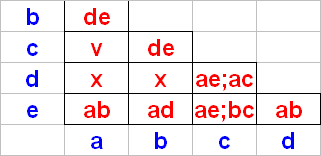 b de
c v de
d x x ae;ac
e ab ad ae;bc ab
a b c d